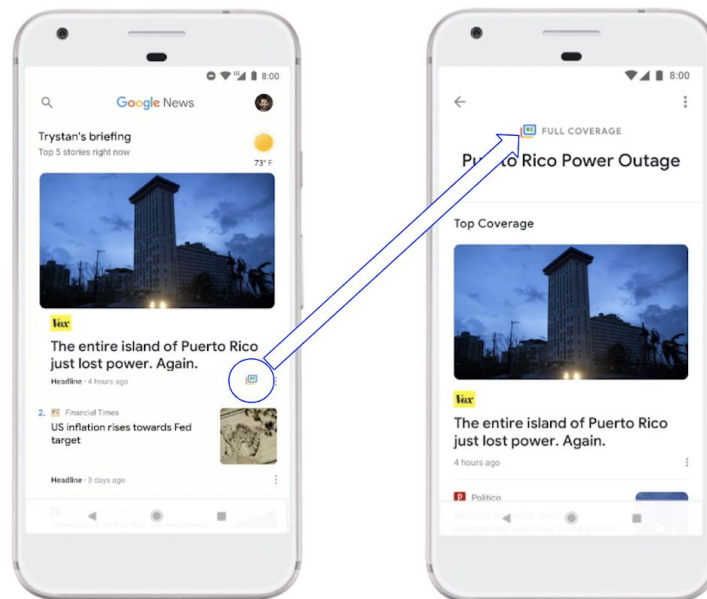 8:00
Google News
Trystan's briefing
Top 5 stories right now
73° F
Vox
The entire island of Puerto Rico
just lost power. Again.
Headline · 4 hours ago
2. Financial Times
US inflation rises towards Fed
target
Headline · 3 days ago
8:00
FULL COVERAGE
Rico Power Outage
Top Coverage
Vox
The entire island of Puerto Rico
just lost power. Again.
4 hours ago
P Politico